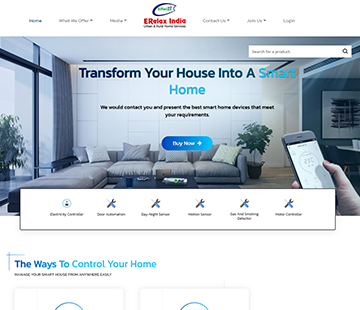 ERelax India
Urban & Rural Home Services
Home
What We Offer
Media
Contact Us
Join Us
Login
Search for a product...
Transform Your House Into A Smart
Home
We would contact you and present the best smart home devices that meet
your requirements.
Buy Now →
Electricity Controller
Door Automation
Day-Night Sensor
Motion Sensor
Gas And Smoking
Detector
Motor Controller
The Ways To Control Your Home
MANAGE YOUR SMART HOUSE FROM ANYWHERE EASILY